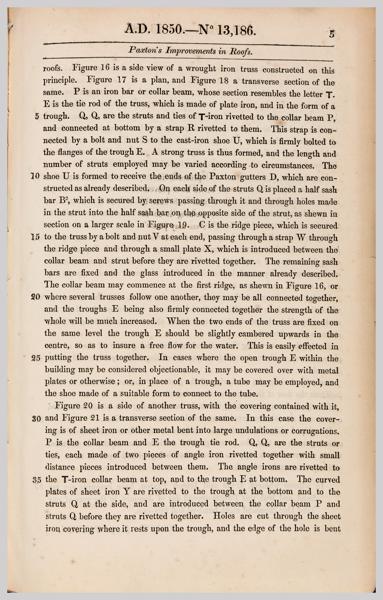 A.D. 1850.—Nº 13,186. 5
Paxton's Improvements in Roofs.
roofs. Figure 16 is a side view of a wrought iron truss constructed on this
principle. Figure 17 is a plan, and Figure 18 a transverse section of the
same. P is an iron bar or collar beam, whose section resembles the letter T.
E is the tie rod of the truss, which is made of plate iron, and in the form of a
5 trough. Q, Q, are the struts and ties of T-iron rivetted to the collar beam P,
and connected at bottom by a strap R rivetted to them. This strap is con-
nected by a bolt and nut S to the cast-iron shoe U, which is firmly bolted to
the flanges of the trough E. A strong truss is thus formed, and the length and
number of struts employed may be varied according to circumstances. The
10 shoe U is formed to receive the ends of the Paxton gutters D, which are con-
structed as already described. On each side of the struts Q is placed a half sash
bar B², which is secured by screws passing through it and through holes made
in the strut into the half sash bar on the opposite side of the strut, as shewn in
section on a larger scale in Figure 19. C is the ridge piece, which is secured
15 to the truss by a bolt and nut V at each end, passing through a strap W through
the ridge piece and through a small plate X, which is introduced between the
collar beam and strut before they are rivetted together. The remaining sash
bars are fixed and the glass introduced in the manner already described.
The collar beam may commence at the first ridge, as shewn in Figure 16, or
20 where several trusses follow one another, they may be all connected together,
and the troughs E being also firmly connected together the strength of the
whole will be much increased. When the two ends of the truss are fixed on
the same level the trough E should be slightly cambered upwards in the
centre, so as to insure a free flow for the water. This is easily effected in
25 putting the truss together. In cases where the open trough E within the
building may be considered objectionable, it may be covered over with metal
plates or otherwise; or, in place of a trough, a tube may be employed, and
the shoe made of a suitable form to connect to the tube.
Figure 20 is a side of another truss, with the covering contained with it,
30 and Figure 21 is a transverse section of the same. In this case the cover-
ing is of sheet iron or other metal bent into large undulations or corrugations.
P is the collar beam and E the trough tie rod. Q, Q, are the struts or
ties, each made of two pieces of angle iron rivetted together with small
distance pieces introduced between them. The angle irons are rivetted to
35 the T-iron collar beam at top, and to the trough E at bottom. The curved
plates of sheet iron Y are rivetted to the trough at the bottom and to the
struts Q at the side, and are introduced between the collar beam P and
struts Q before they are rivetted together. Holes are cut through the sheet
iron covering where it rests upon the trough, and the edge of the hole is bent